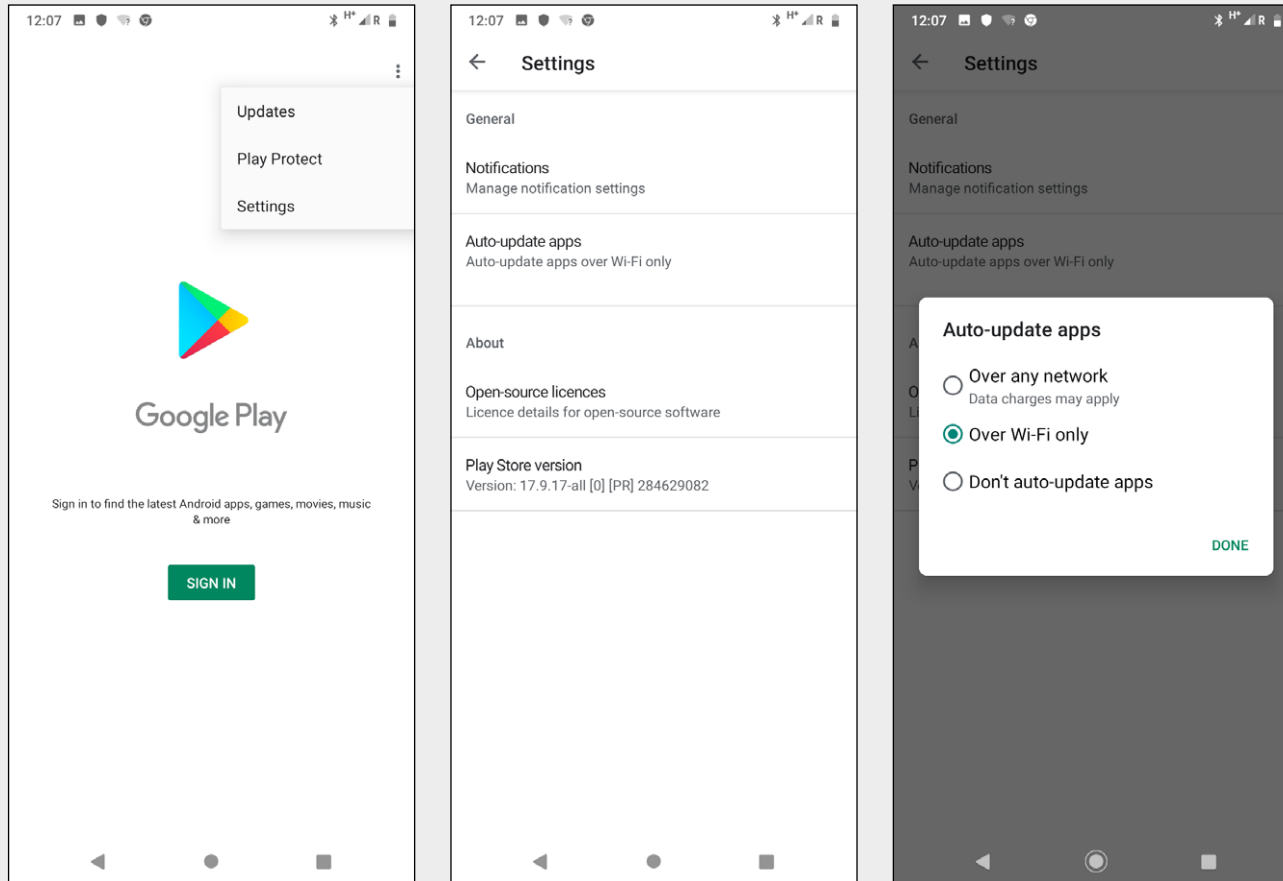 12:07
H+
R
Updates
Play Protect
Settings
Google Play
Sign in to find the latest Android apps, games, movies, music
& more
SIGN IN
12:07
H+
R
Settings
General
Notifications
Manage notification settings
Auto-update apps
Auto-update apps over Wi-Fi only
About
Open-source licences
Licence details for open-source software
Play Store version
Version: 17.9.17-all [0] [PR] 284629082
12:07
H+
R
Settings
General
Notifications
Manage notification settings
Auto-update apps
Auto-update apps over Wi-Fi only
Auto-update apps
Over any network
Data charges may apply
Over Wi-Fi only
Don't auto-update apps
DONE